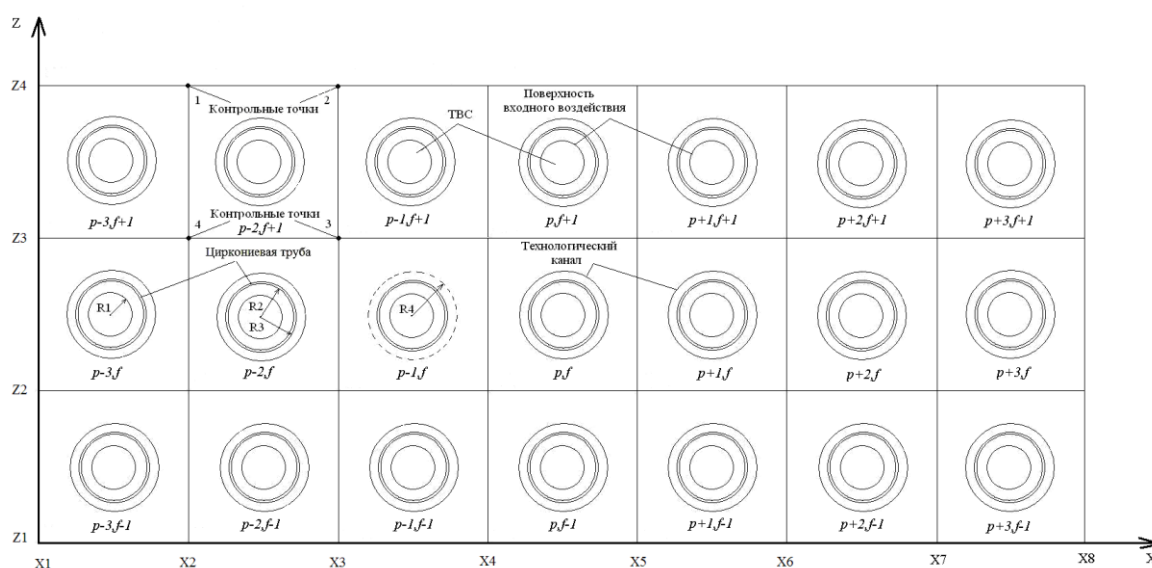 Z
Z4
1
2
Контрольные точки
Поверхность
входного воздействия
ТВС
p-3,f+1
Контрольные точки
p-2,f+1
p-1,f+1
p,f+1
p+1,f+1
p+2,f+1
p+3,f+1
Z3
4
3
Циркониевая труба
Технологический
канал
R1
R2
R3
R4
p-3,f
p-2,f
p-1,f
p,f
p+1,f
p+2,f
p+3,f
Z2
p-3,f-1
p-2,f-1
p-1,f-1
p,f-1
p+1,f-1
p+2,f-1
p+3,f-1
Z1
X1
X2
X3
X4
X5
X6
X7
X8
X